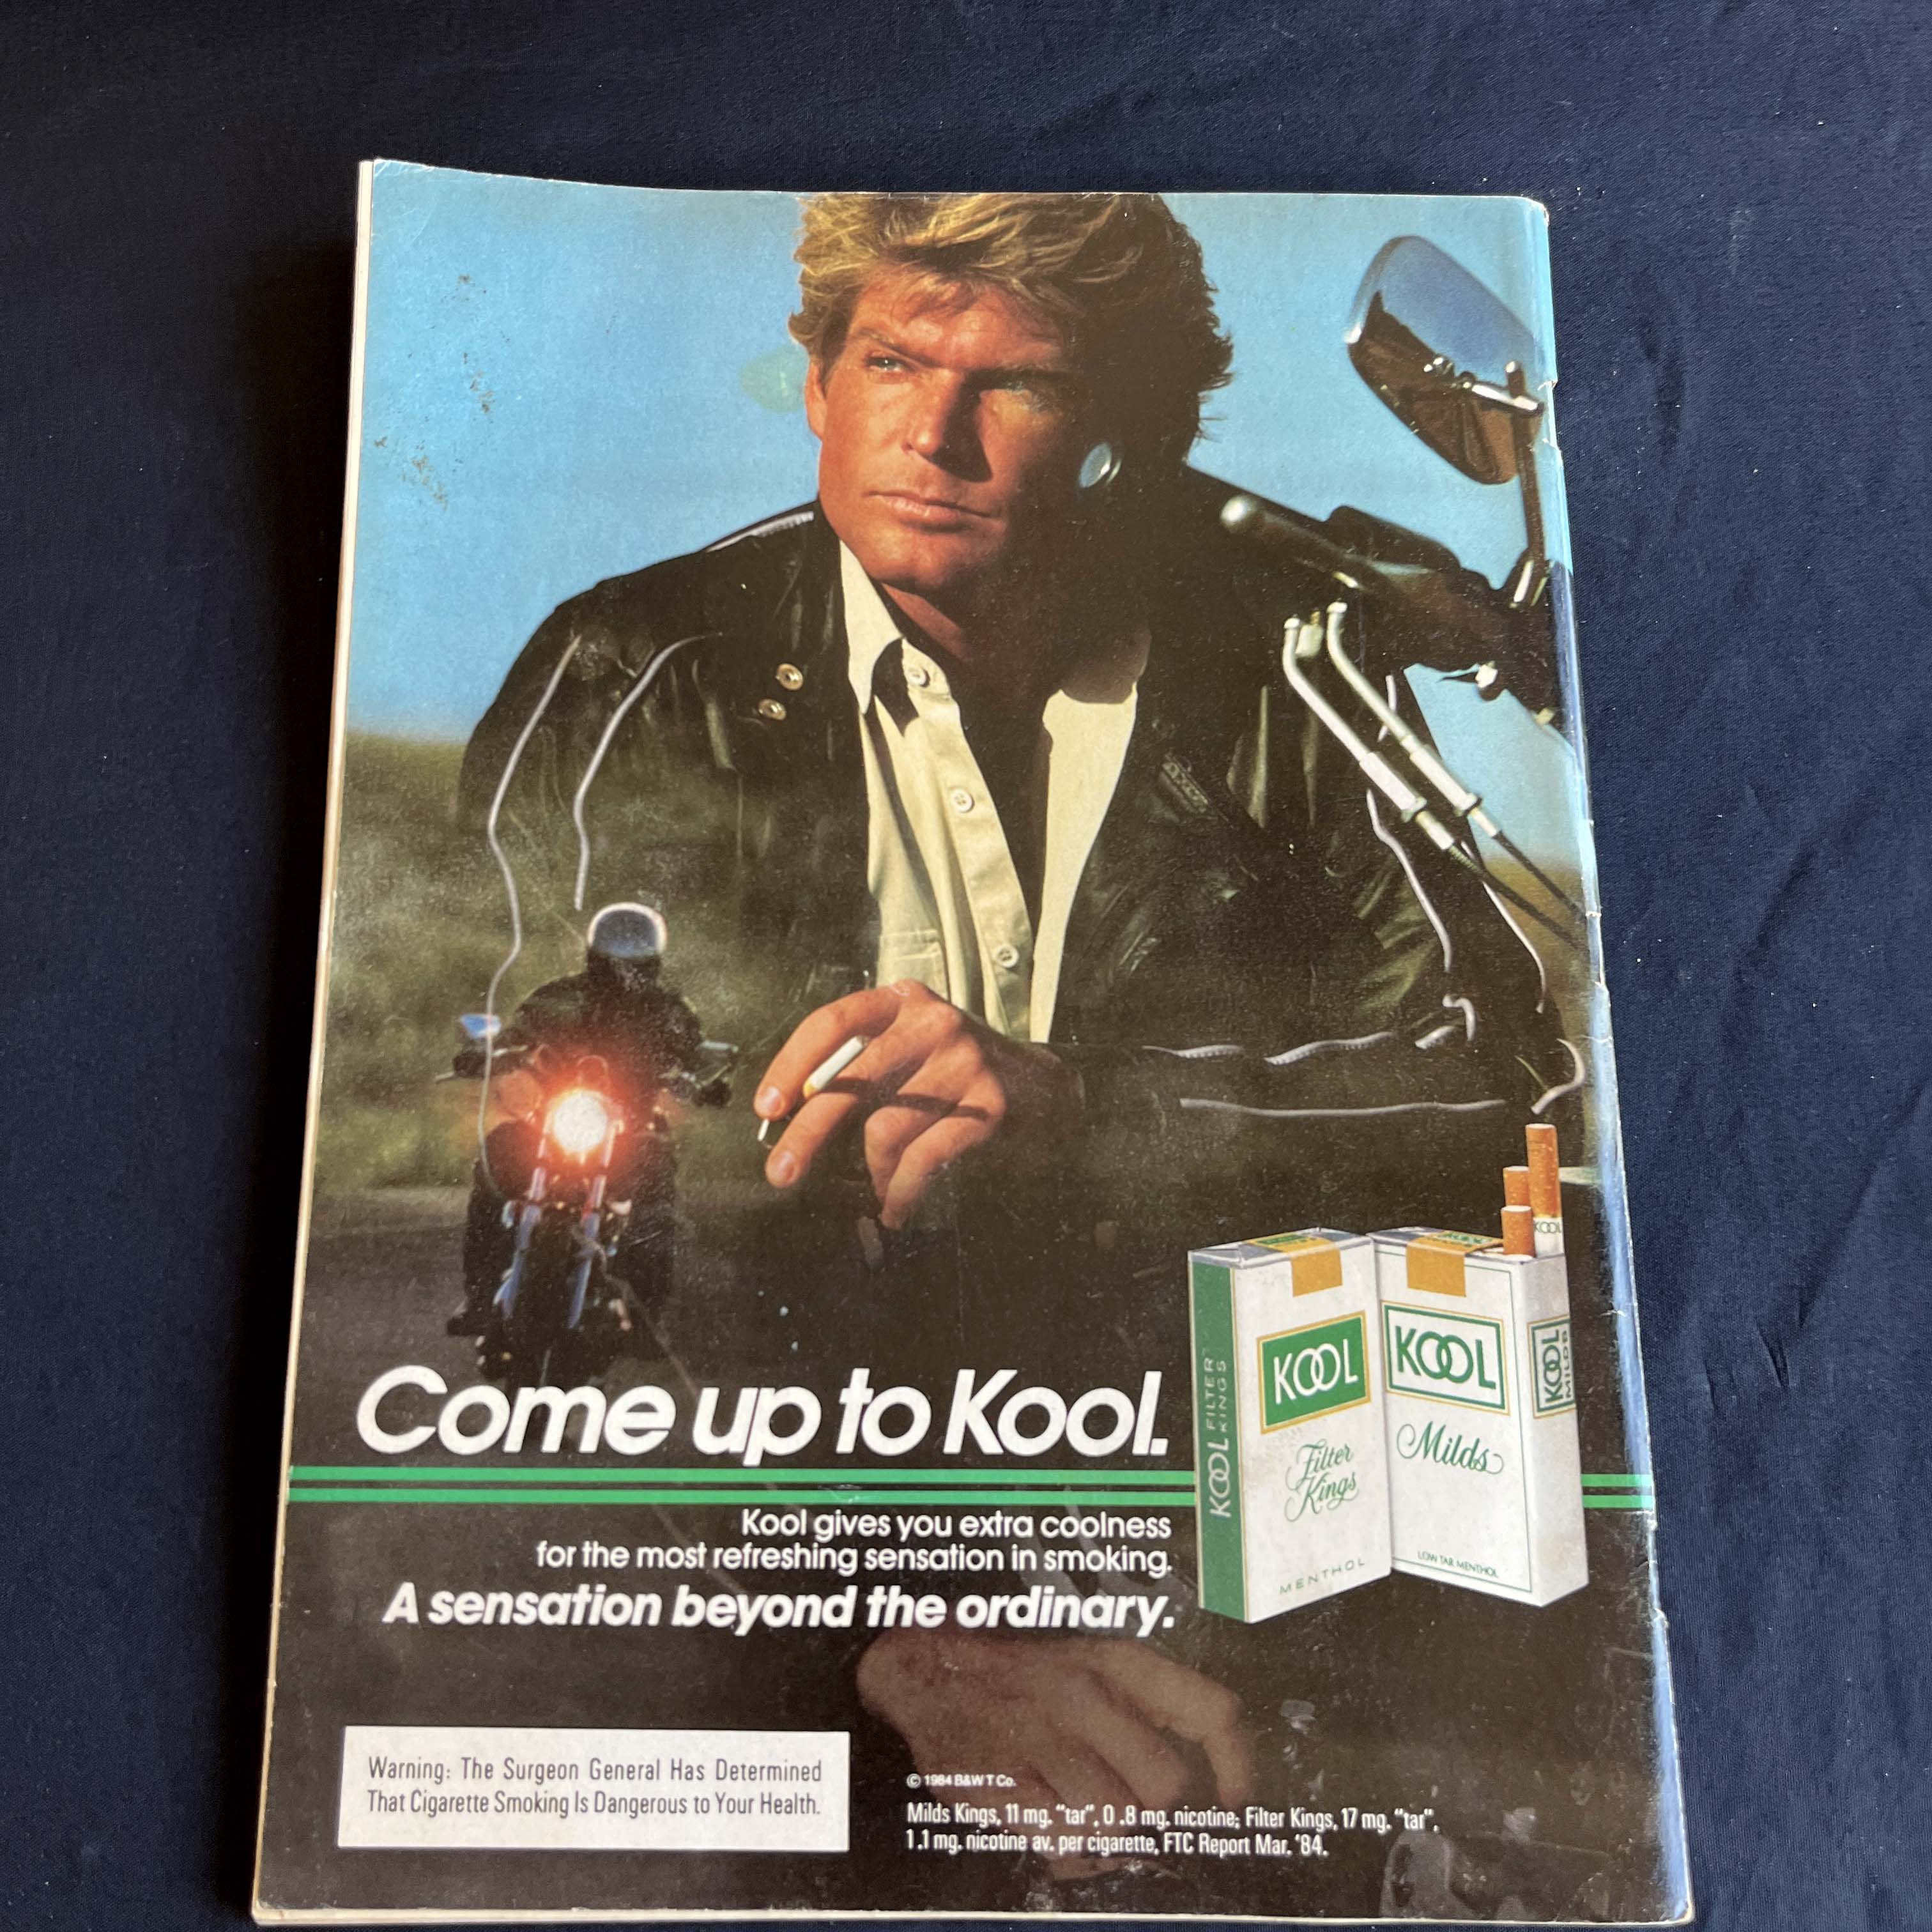 KOOL
KOOL FILTER KINGS
KOOL
Filter
Kings
MENTHOL
KOOL
Milds
LOW TAR MENTHOL
KOOL
MILDS
Come up to Kool.
Kool gives you extra coolness
for the most refreshing sensation in smoking.
A sensation beyond the ordinary.
Warning: The Surgeon General Has Determined
That Cigarette Smoking Is Dangerous to Your Health.
© 1984 B&W T Co.
Milds Kings, 11 mg. "tar", 0 .8 mg. nicotine; Filter Kings, 17 mg. "tar",
1.1 mg. nicotine av. per cigarette, FTC Report Mar. '84.